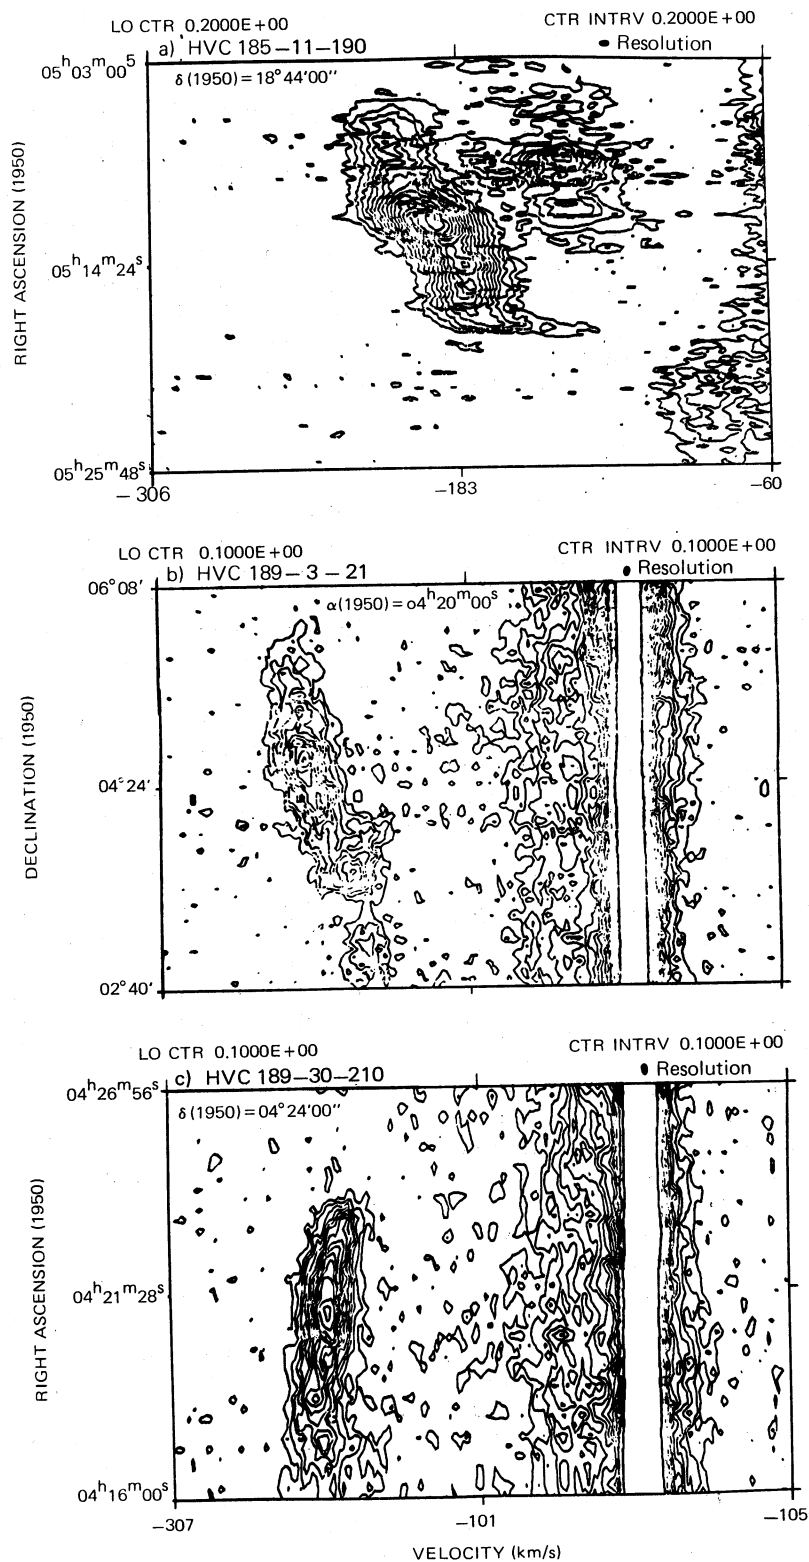 LO CTR 0.2000E+00 CTR INTRV 0.2000E+00
a) HVC 185–11–190 Resolution
05h03m00s
δ(1950) = 18°44'00''
RIGHT ASCENSION (1950)
05h14m24s
05h25m48s
–306 –183 –60
LO CTR 0.1000E+00 CTR INTRV 0.1000E+00
b) HVC 189–3–21 Resolution
06°08'
α(1950) = o4h20m00s
DECLINATION (1950)
04°24'
02°40'
LO CTR 0.1000E+00 CTR INTRV 0.1000E+00
c) HVC 189–30–210 Resolution
04h26m56s
δ(1950) = 04°24'00''
RIGHT ASCENSION (1950)
04h21m28s
04h16m00s
–307 –101 –105
VELOCITY (km/s)